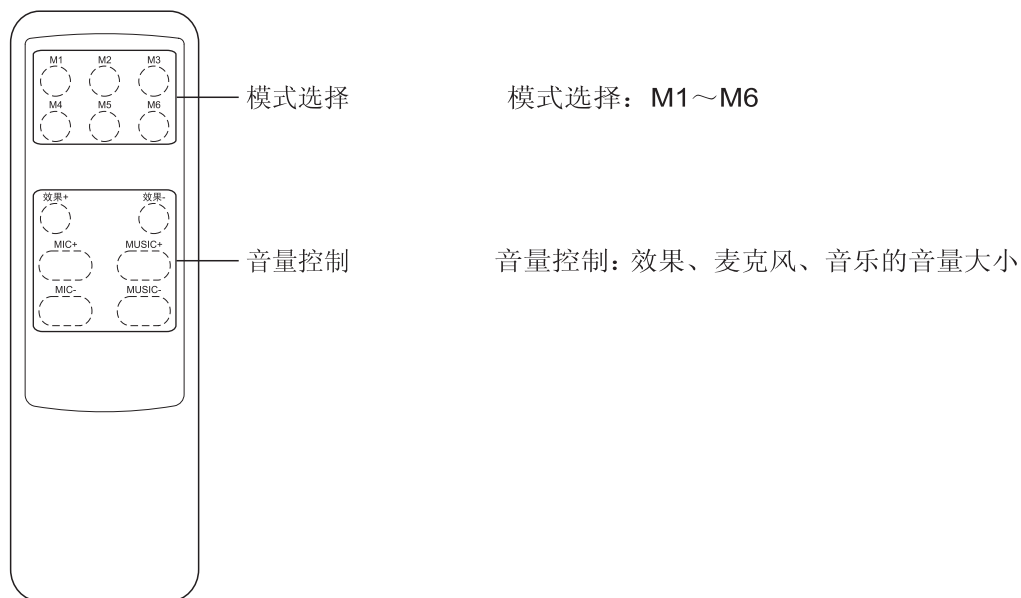 M1 M2 M3
M4 M5 M6
模式选择
模式选择：M1～M6
效果+ 效果-
MIC+ MUSIC+
MIC- MUSIC-
音量控制
音量控制：效果、麦克风、音乐的音量大小